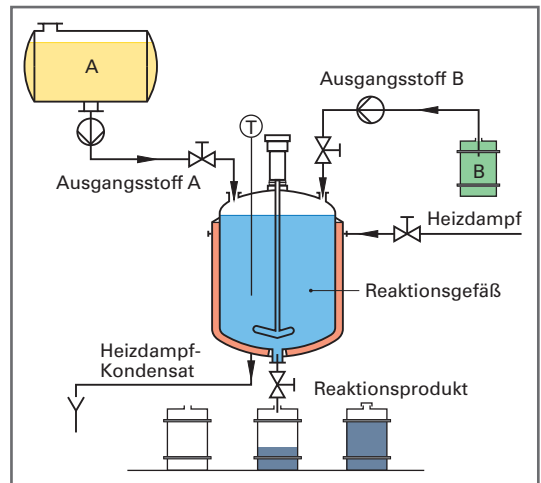 A
Ausgangsstoff B
T
B
Ausgangsstoff A
Heizdampf
Reaktionsgefäß
Heizdampf-
Kondensat
Reaktionsprodukt